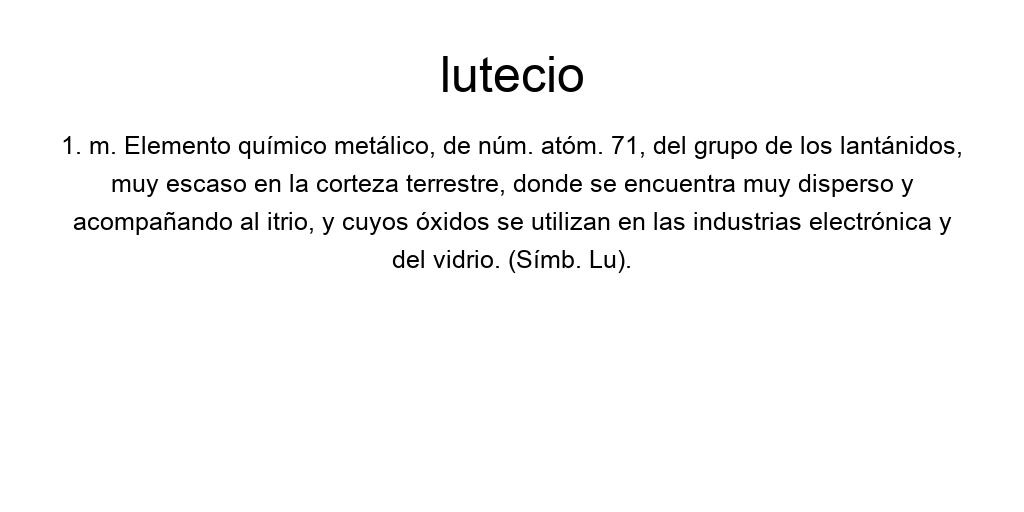 lutecio
1. m. Elemento químico metálico, de núm. atóm. 71, del grupo de los lantánidos,
muy escaso en la corteza terrestre, donde se encuentra muy disperso y
acompañando al itrio, y cuyos óxidos se utilizan en las industrias electrónica y
del vidrio. (Símb. Lu).